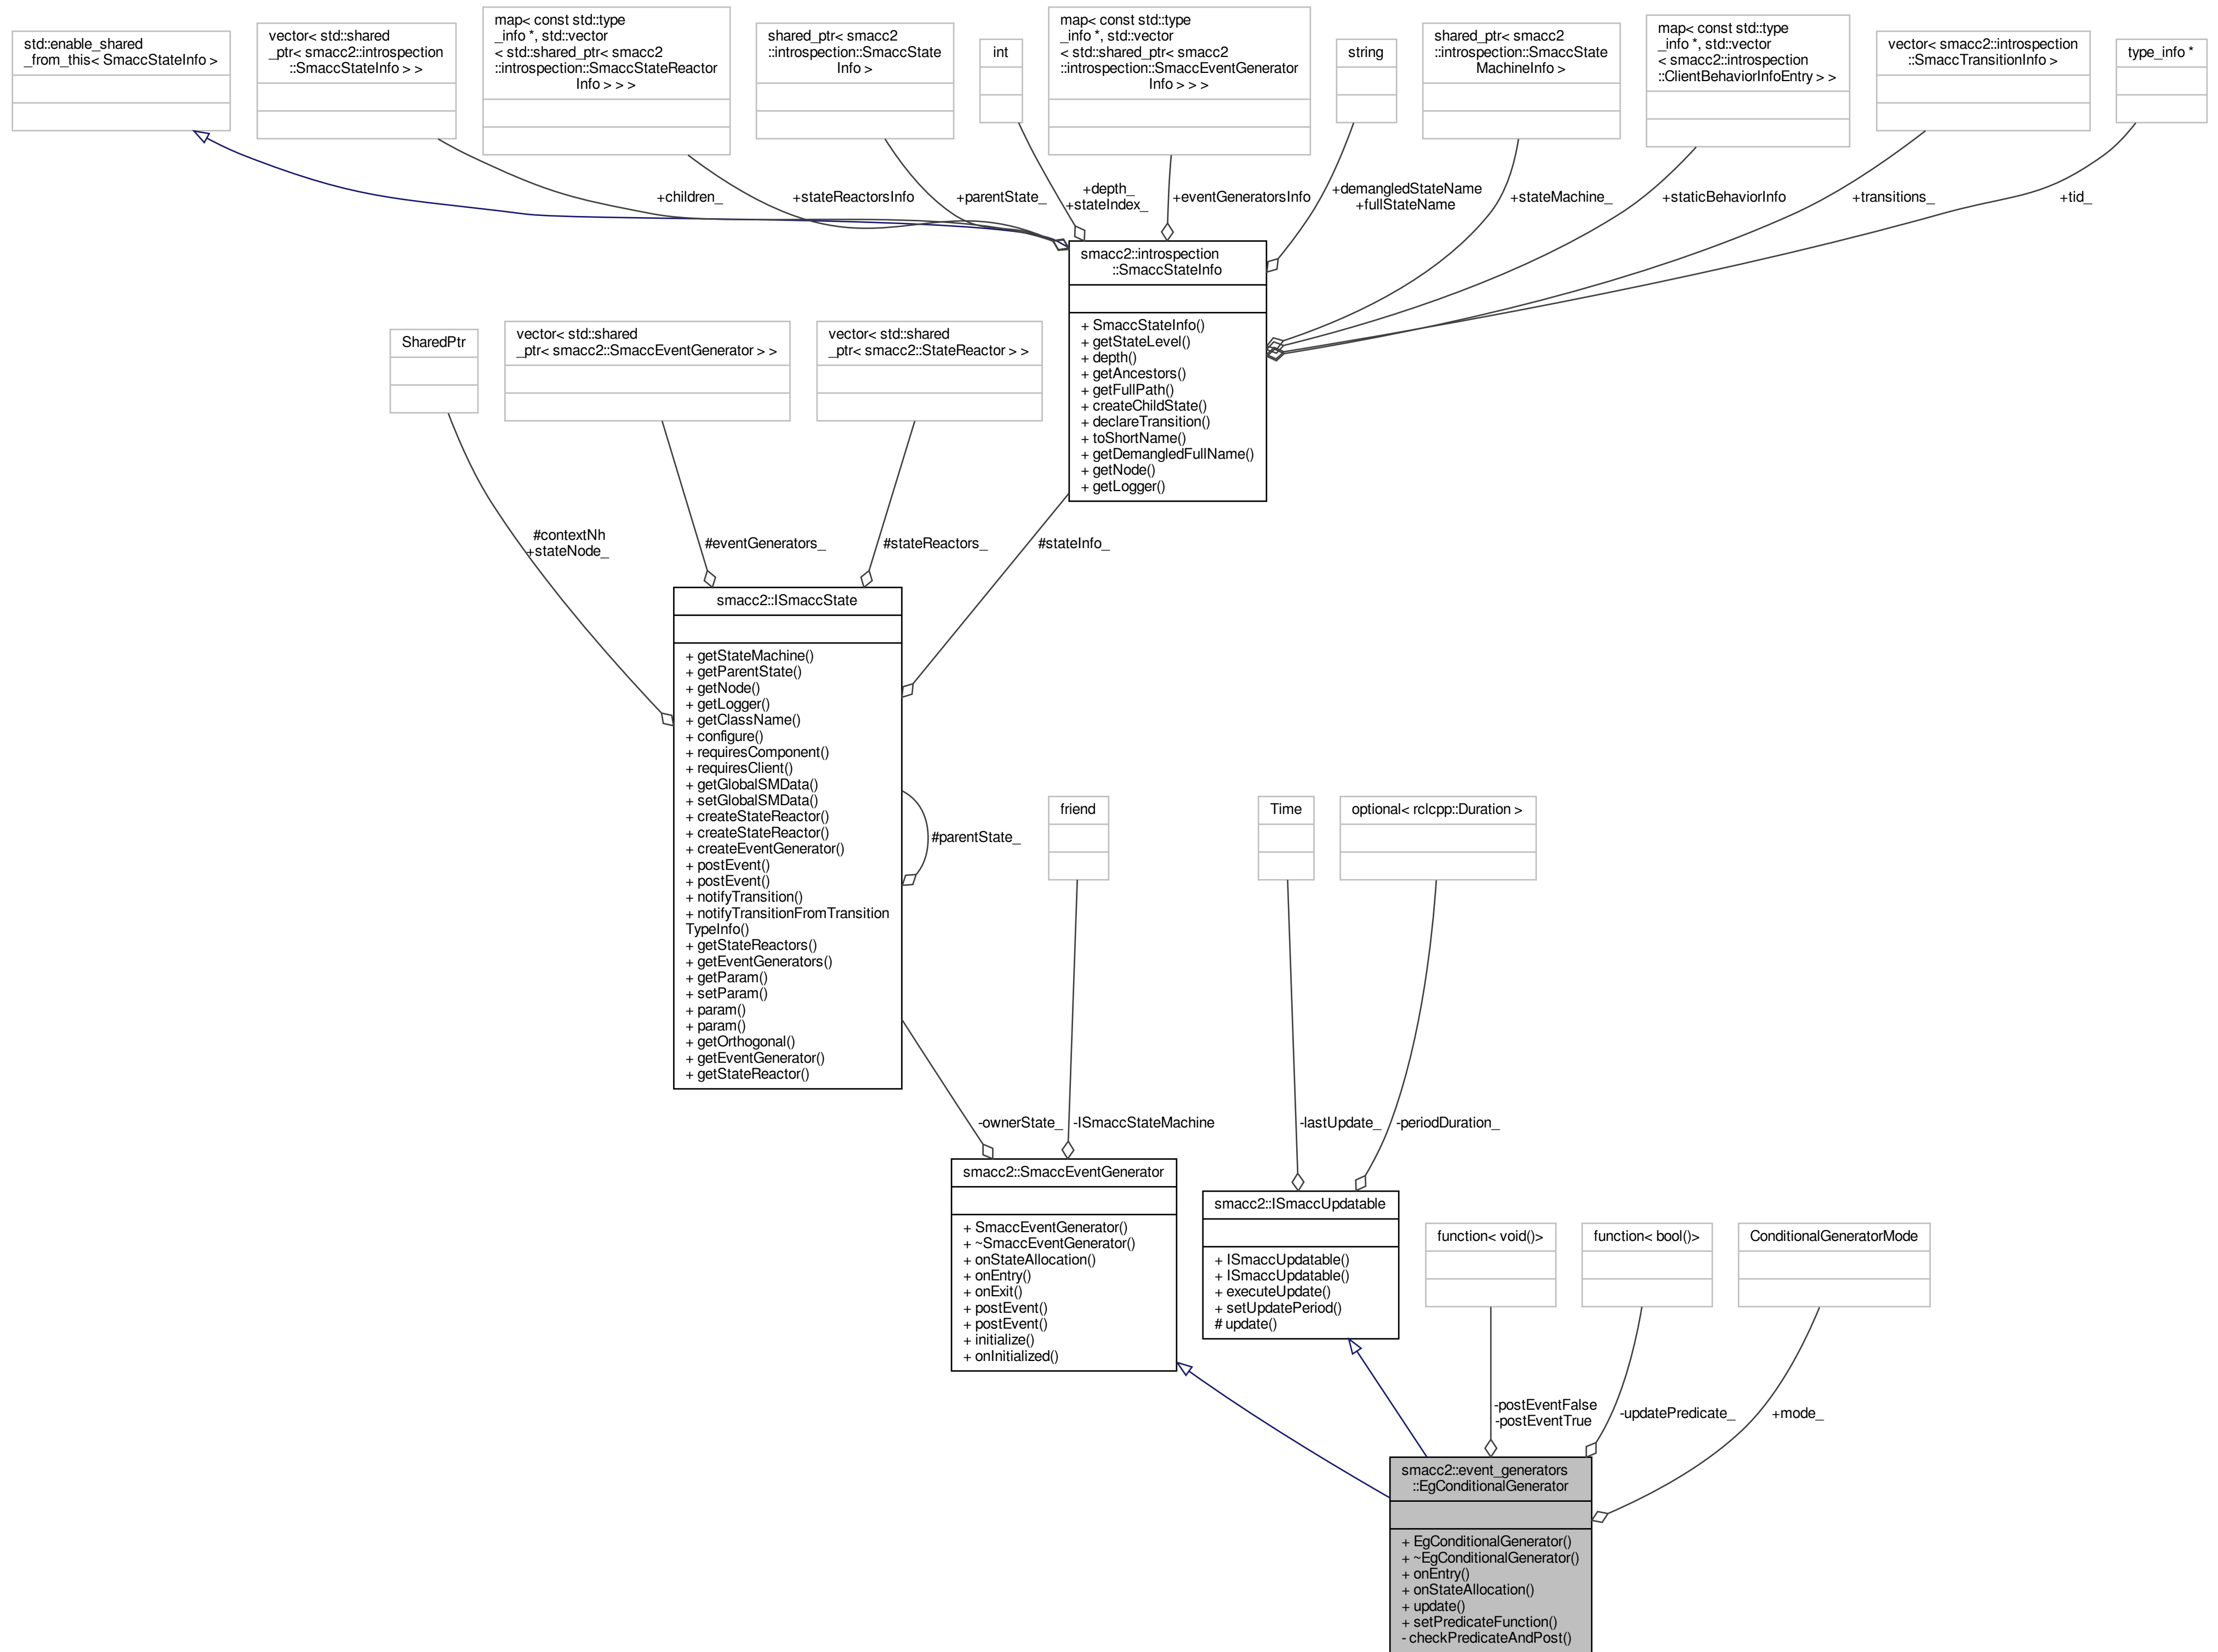 std::enable_shared
_from_this< SmaccStateInfo >
vector< std::shared
_ptr< smacc2::introspection
::SmaccStateInfo > >
map< const std::type
_info *, std::vector
< std::shared_ptr< smacc2
::introspection::SmaccStateReactor
Info > > >
shared_ptr< smacc2
::introspection::SmaccState
Info >
int
map< const std::type
_info *, std::vector
< std::shared_ptr< smacc2
::introspection::SmaccEventGenerator
Info > > >
string
shared_ptr< smacc2
::introspection::SmaccState
MachineInfo >
map< const std::type
_info *, std::vector
< smacc2::introspection
::ClientBehaviorInfoEntry > >
vector< smacc2::introspection
::SmaccTransitionInfo >
type_info *
+children_
+stateReactorsInfo
+parentState_
+depth_
+stateIndex_
+eventGeneratorsInfo
+demangledStateName
+fullStateName
+stateMachine_
+staticBehaviorInfo
+transitions_
+tid_
smacc2::introspection
::SmaccStateInfo
+ SmaccStateInfo()
+ getStateLevel()
+ depth()
+ getAncestors()
+ getFullPath()
+ createChildState()
+ declareTransition()
+ toShortName()
+ getDemangledFullName()
+ getNode()
+ getLogger()
SharedPtr
vector< std::shared
_ptr< smacc2::SmaccEventGenerator > >
vector< std::shared
_ptr< smacc2::StateReactor > >
#contextNh
+stateNode_
#eventGenerators_
#stateReactors_
#stateInfo_
smacc2::ISmaccState
+ getStateMachine()
+ getParentState()
+ getNode()
+ getLogger()
+ getClassName()
+ configure()
+ requiresComponent()
+ requiresClient()
+ getGlobalSMData()
+ setGlobalSMData()
+ createStateReactor()
+ createStateReactor()
+ createEventGenerator()
+ postEvent()
+ postEvent()
+ notifyTransition()
+ notifyTransitionFromTransition
TypeInfo()
+ getStateReactors()
+ getEventGenerators()
+ getParam()
+ setParam()
+ param()
+ param()
+ getOrthogonal()
+ getEventGenerator()
+ getStateReactor()
#parentState_
friend
Time
optional< rclcpp::Duration >
-ownerState_
-ISmaccStateMachine
-lastUpdate_
-periodDuration_
smacc2::SmaccEventGenerator
+ SmaccEventGenerator()
+ ~SmaccEventGenerator()
+ onStateAllocation()
+ onEntry()
+ onExit()
+ postEvent()
+ postEvent()
+ initialize()
+ onInitialized()
smacc2::ISmaccUpdatable
+ ISmaccUpdatable()
+ ISmaccUpdatable()
+ executeUpdate()
+ setUpdatePeriod()
# update()
function< void()>
function< bool()>
ConditionalGeneratorMode
-postEventFalse
-postEventTrue
-updatePredicate_
+mode_
smacc2::event_generators
::EgConditionalGenerator
+ EgConditionalGenerator()
+ ~EgConditionalGenerator()
+ onEntry()
+ onStateAllocation()
+ update()
+ setPredicateFunction()
- checkPredicateAndPost()